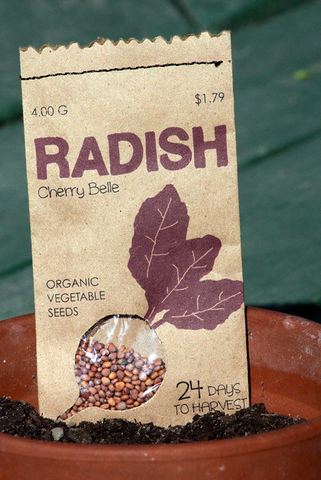 4.00 G
$1.79
RADISH
Cherry Belle
ORGANIC
VEGETABLE
SEEDS
24 DAYS
TO HARVEST